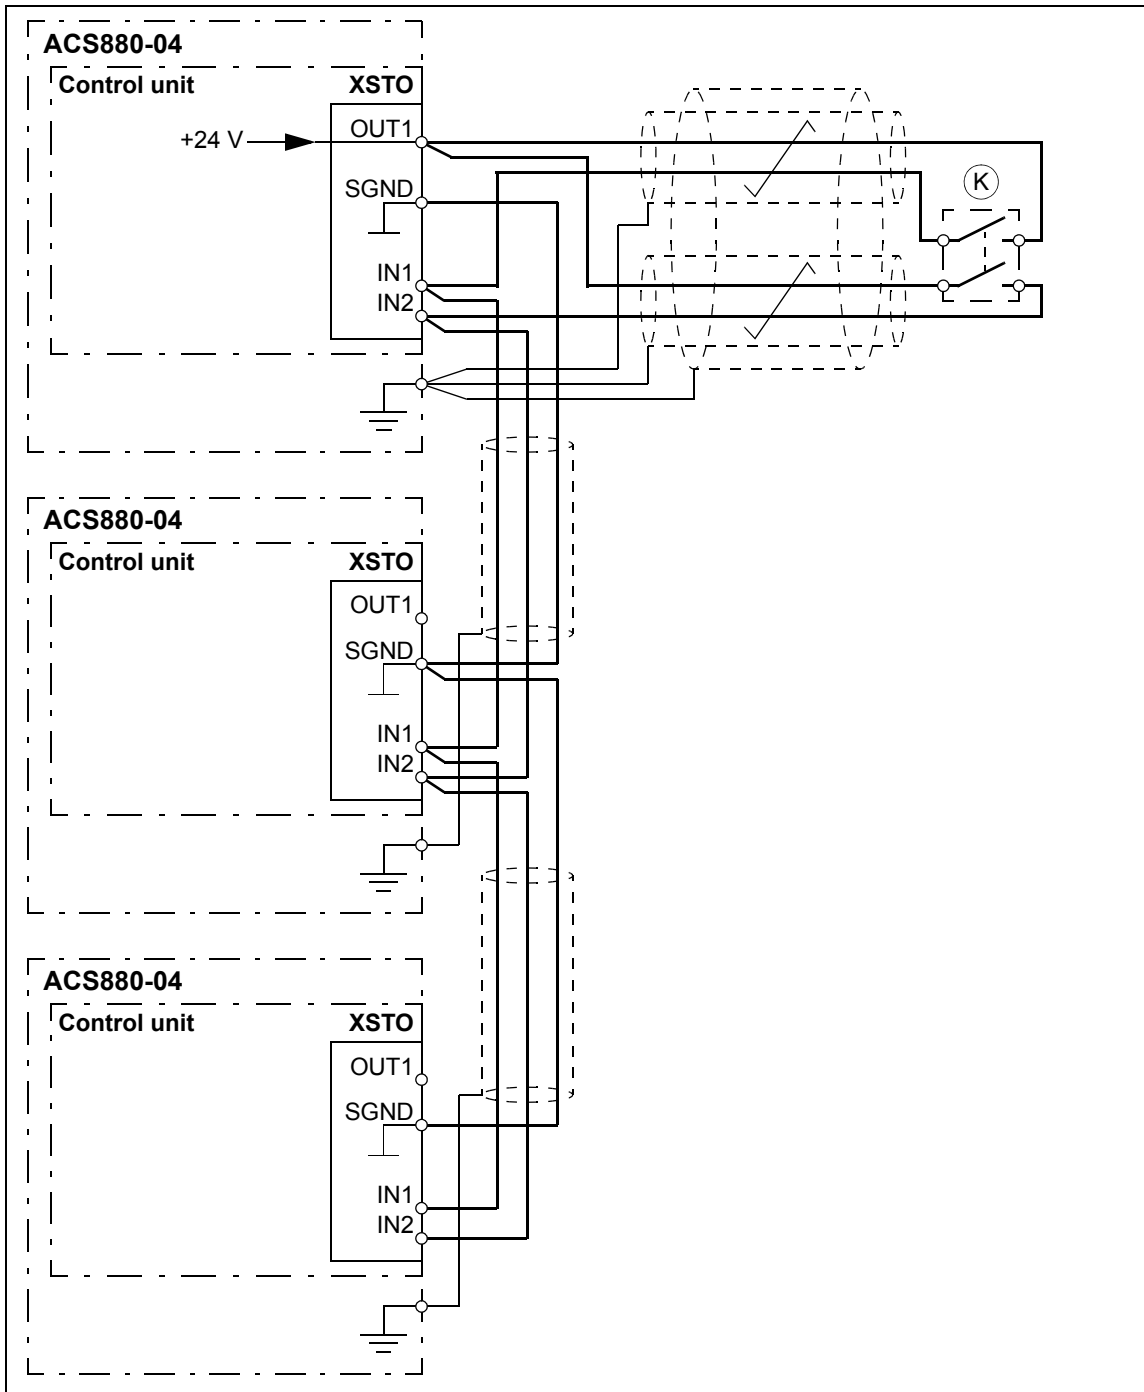 ACS880-04
Control unit XSTO
OUT1
+24 V
SGND
IN1
IN2
K
ACS880-04
Control unit XSTO
OUT1
SGND
IN1
IN2
ACS880-04
Control unit XSTO
OUT1
SGND
IN1
IN2